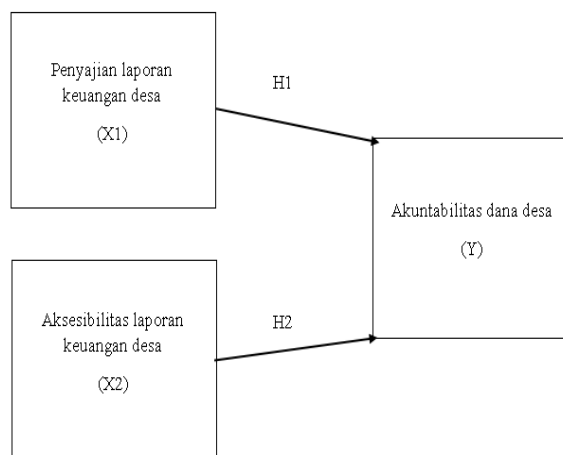 Penyajian laporan
keuangan desa
(X1)
H1
Akuntabilitas dana desa
(Y)
Aksesibilitas laporan
keuangan desa
(X2)
H2